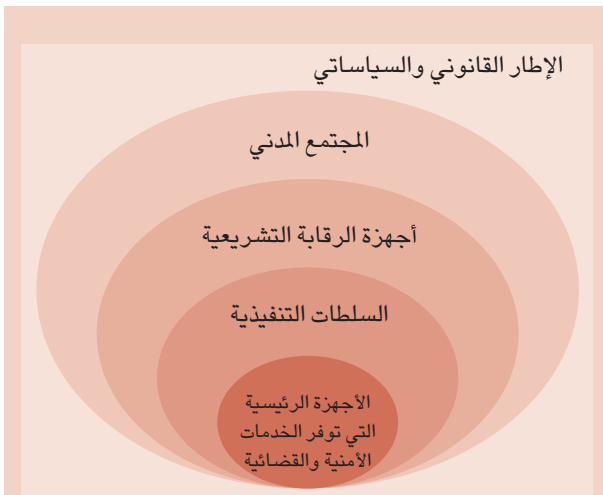 الإطار القانوني والسياساتي
المجتمع المدني
أجهزة الرقابة التشريعية
السلطات التنفيذية
الأجهزة الرئيسية
التي توفر الخدمات
الأمنية والقضائية